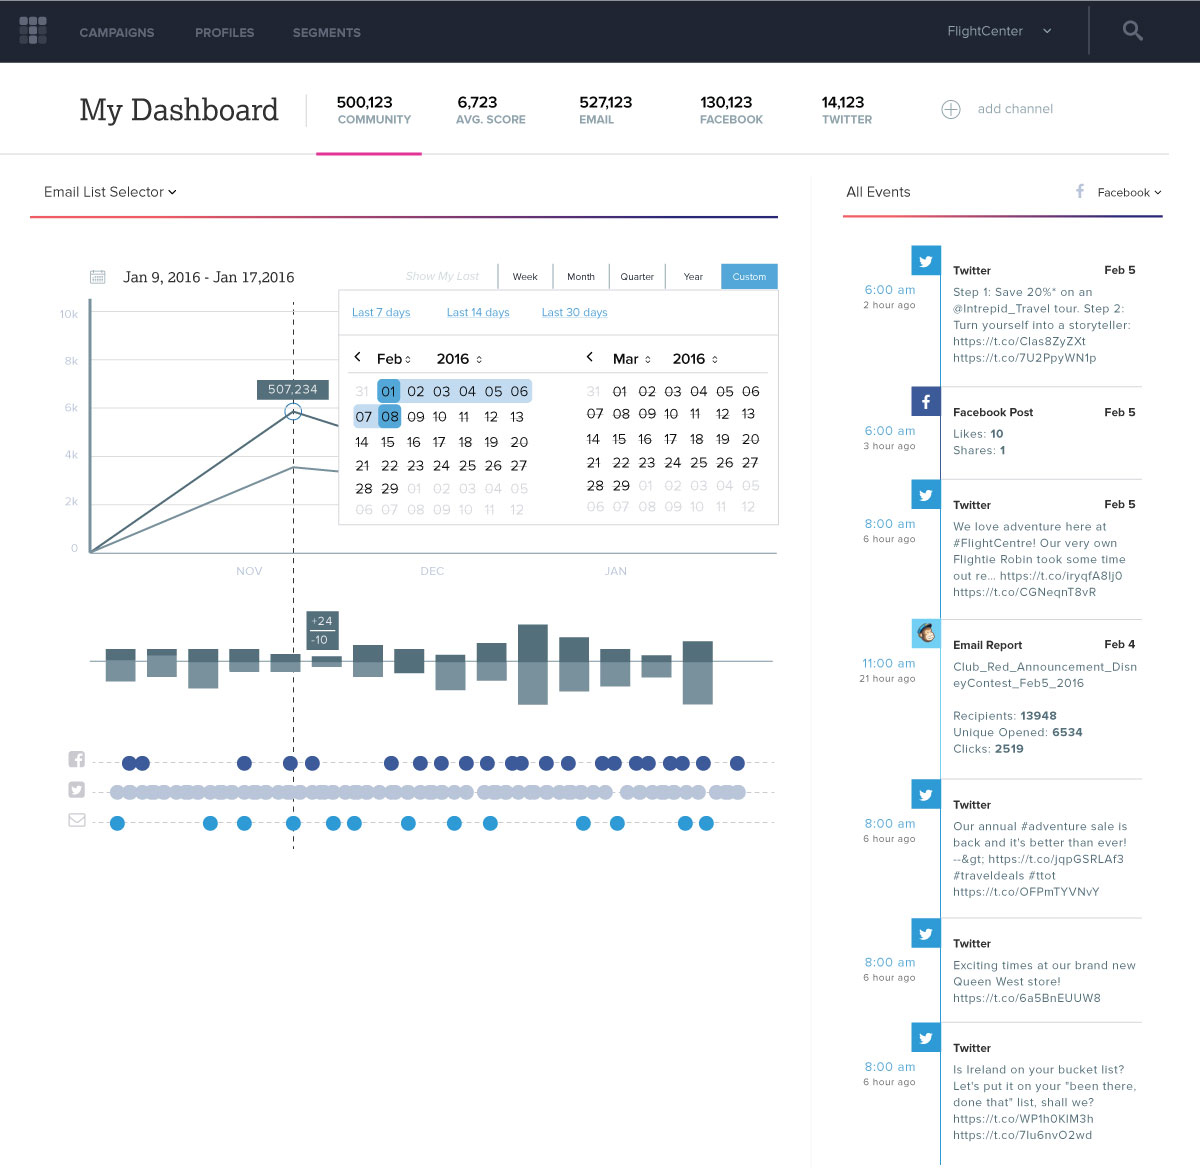 CAMPAIGNS PROFILES SEGMENTS FlightCenter
My Dashboard
500,123 6,723 527,123 130,123 14,123
COMMUNITY AVG. SCORE EMAIL FACEBOOK TWITTER
add channel
Email List Selector
Jan 9, 2016 - Jan 17,2016
Show My Last Week Month Quarter Year Custom
Last 7 days Last 14 days Last 30 days
Feb 2016 Mar 2016
31 01 02 03 04 05 06 31 01 02 03 04 05 06
07 08 09 10 11 12 13 07 08 09 10 11 12 13
14 15 16 17 18 19 20 14 15 16 17 18 19 20
21 22 23 24 25 26 27 21 22 23 24 25 26 27
28 29 01 02 03 04 05 28 29 01 02 03 04 05
06 07 08 09 10 11 12 06 07 08 09 10 11 12
10k
8k
507,234
6k
4k
2k
0
NOV DEC JAN
+24
-10
All Events
Facebook
Twitter Feb 5
6:00 am
2 hour ago
Step 1: Save 20%* on an
@Intrepid_Travel tour. Step 2:
Turn yourself into a storyteller:
https://t.co/Clas8ZyZXt
https://t.co/7U2PpyWN1p
Facebook Post Feb 5
6:00 am
3 hour ago
Likes: 10
Shares: 1
Twitter Feb 5
8:00 am
6 hour ago
We love adventure here at
#FlightCentre! Our very own
Flightie Robin took some time
out re... https://t.co/iryqfA8Ij0
https://t.co/CGNeqnT8vR
Email Report Feb 4
11:00 am
21 hour ago
Club_Red_Announcement_Disn
eyContest_Feb5_2016
Recipients: 13948
Unique Opened: 6534
Clicks: 2519
Twitter
8:00 am
6 hour ago
Our annual #adventure sale is
back and it's better than ever!
--&gt; https://t.co/jqpGSRLAf3
#traveldeals #ttot
https://t.co/OFPmTYVNvY
Twitter
8:00 am
6 hour ago
Exciting times at our brand new
Queen West store!
https://t.co/6a5BnEUUW8
Twitter
8:00 am
6 hour ago
Is Ireland on your bucket list?
Let's put it on your "been there,
done that" list, shall we?
https://t.co/WP1h0KIM3h
https://t.co/7Iu6nvO2wd